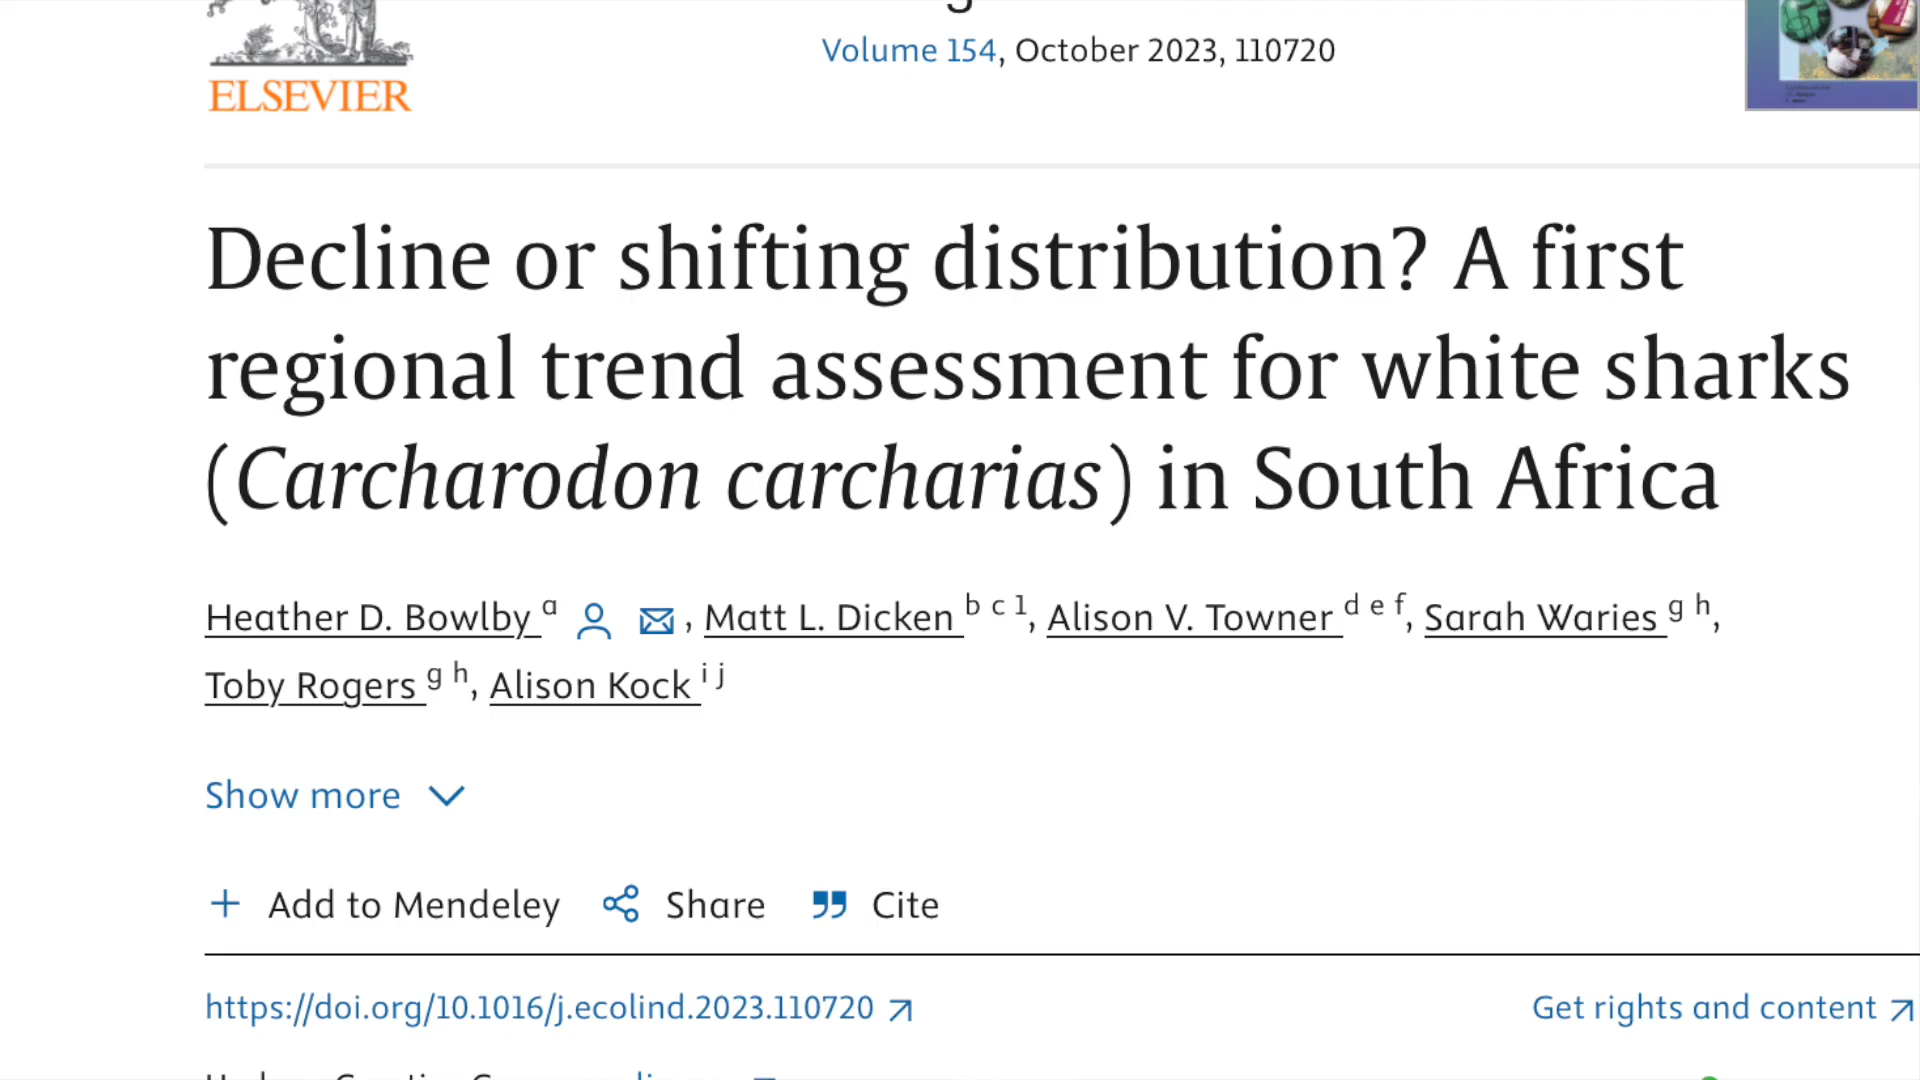 ELSEVIER
Volume 154, October 2023, 110720
Decline or shifting distribution? A first
regional trend assessment for white sharks
(Carcharodon carcharias) in South Africa
Heather D. Bowlby a , Matt L. Dicken b c 1, Alison V. Towner d e f, Sarah Waries g h,
Toby Rogers g h, Alison Kock i j
Show more
+ Add to Mendeley Share Cite
https://doi.org/10.1016/j.ecolind.2023.110720
Get rights and content